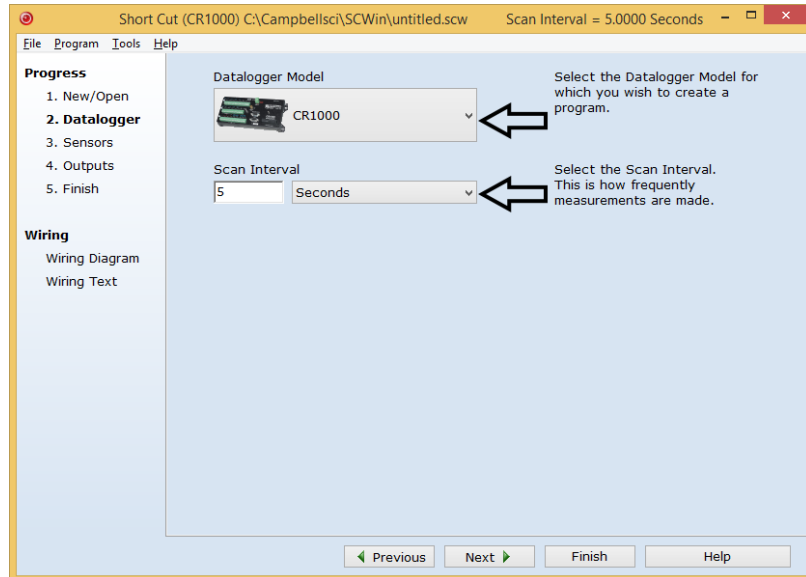 Short Cut (CR1000) C:\Campbellsci\SCWin\untitled.scw Scan Interval = 5.0000 Seconds
File Program Tools Help
Progress
1. New/Open
2. Datalogger
3. Sensors
4. Outputs
5. Finish
Wiring
Wiring Diagram
Wiring Text
Datalogger Model
CR1000
Select the Datalogger Model for
which you wish to create a
program.
Scan Interval
5 Seconds
Select the Scan Interval.
This is how frequently
measurements are made.
Previous Next Finish Help